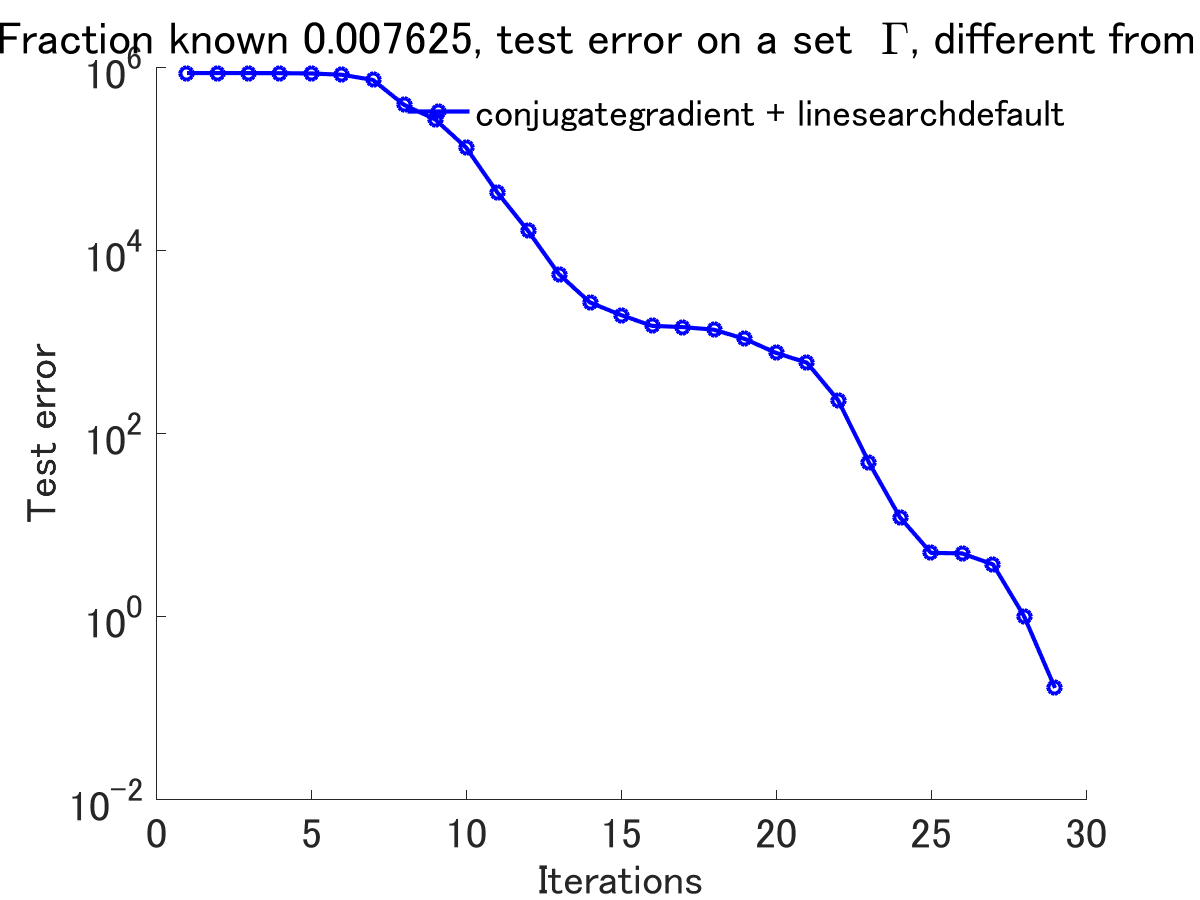 Fraction known 0.007625, test error on a set Γ, different from
10^6
conjugategradient + linesearchdefault
10^4
10^2
10^0
10^-2
Test error
0 5 10 15 20 25 30
Iterations